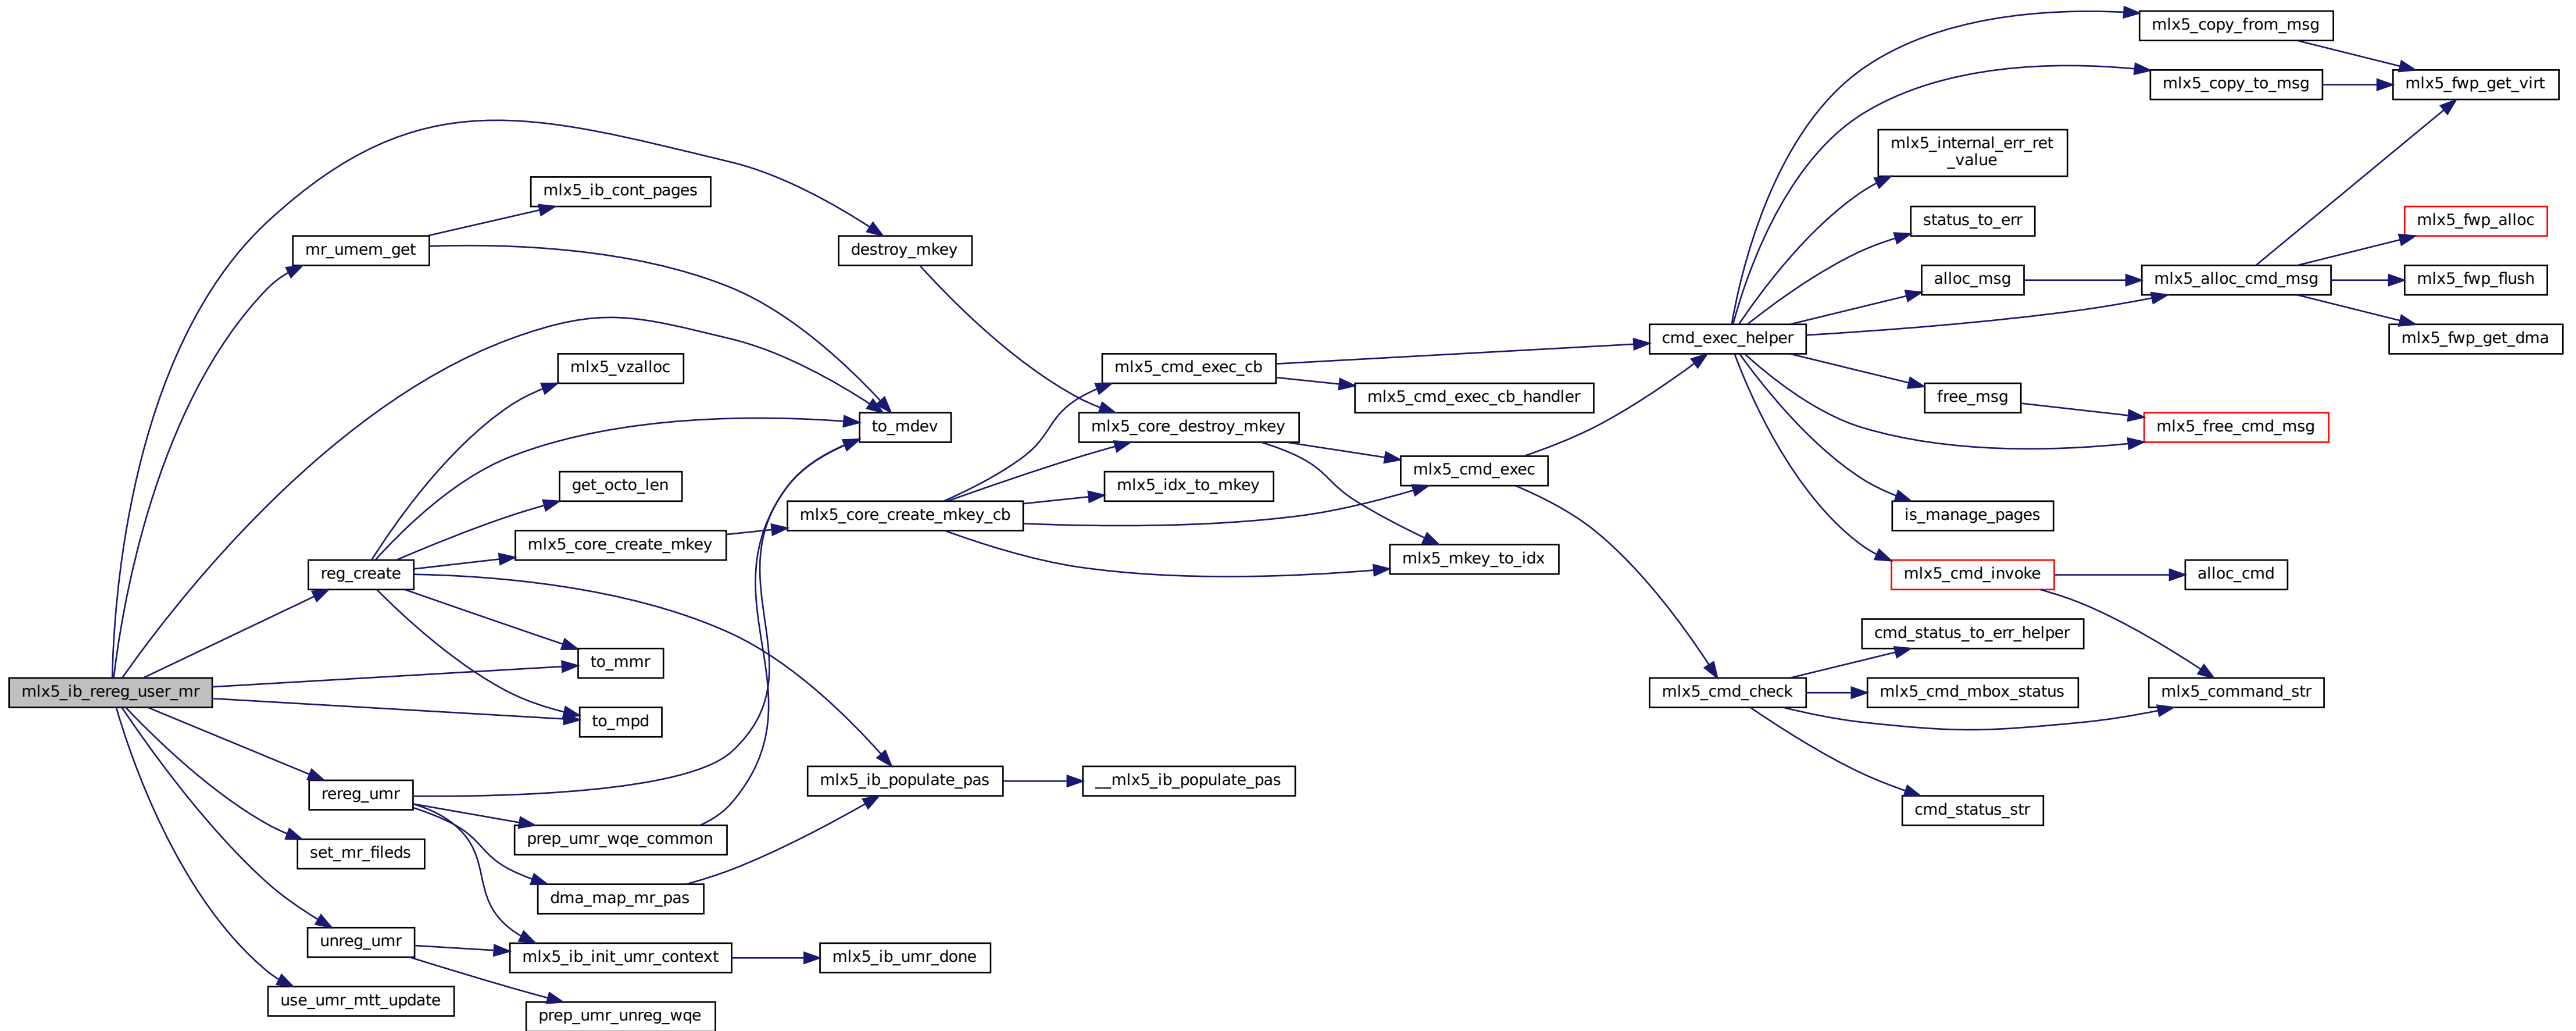 mlx5_copy_from_msg
mlx5_copy_to_msg
mlx5_fwp_get_virt
mlx5_internal_err_ret
_value
mlx5_ib_cont_pages
status_to_err
mlx5_fwp_alloc
mr_umem_get
destroy_mkey
alloc_msg
mlx5_alloc_cmd_msg
mlx5_fwp_flush
cmd_exec_helper
mlx5_fwp_get_dma
mlx5_vzalloc
mlx5_cmd_exec_cb
mlx5_cmd_exec_cb_handler
free_msg
to_mdev
mlx5_core_destroy_mkey
mlx5_free_cmd_msg
mlx5_cmd_exec
get_octo_len
mlx5_idx_to_mkey
mlx5_core_create_mkey_cb
is_manage_pages
mlx5_core_create_mkey
mlx5_mkey_to_idx
reg_create
mlx5_cmd_invoke
alloc_cmd
cmd_status_to_err_helper
to_mmr
mlx5_ib_rereg_user_mr
mlx5_cmd_check
mlx5_cmd_mbox_status
mlx5_command_str
to_mpd
mlx5_ib_populate_pas
__mlx5_ib_populate_pas
rereg_umr
cmd_status_str
prep_umr_wqe_common
set_mr_fileds
dma_map_mr_pas
unreg_umr
mlx5_ib_init_umr_context
mlx5_ib_umr_done
use_umr_mtt_update
prep_umr_unreg_wqe